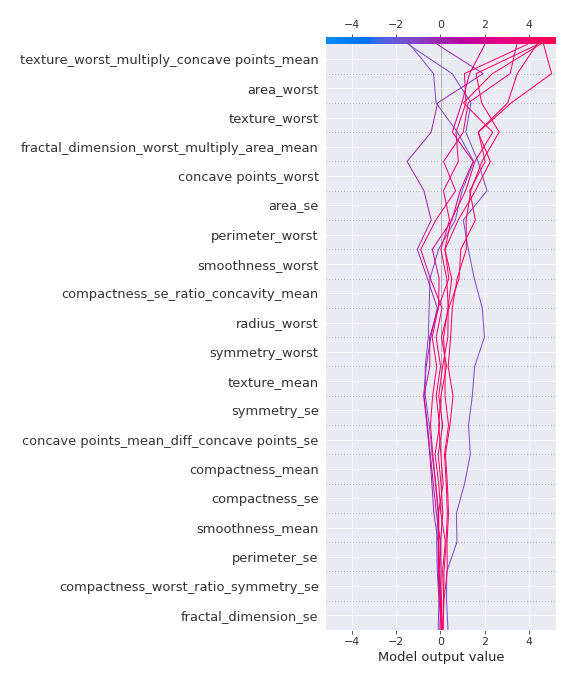 −4 −2 0 2 4
texture_worst_multiply_concave points_mean
area_worst
texture_worst
fractal_dimension_worst_multiply_area_mean
concave points_worst
area_se
perimeter_worst
smoothness_worst
compactness_se_ratio_concavity_mean
radius_worst
symmetry_worst
texture_mean
symmetry_se
concave points_mean_diff_concave points_se
compactness_mean
compactness_se
smoothness_mean
perimeter_se
compactness_worst_ratio_symmetry_se
fractal_dimension_se
−4 −2 0 2 4
Model output value